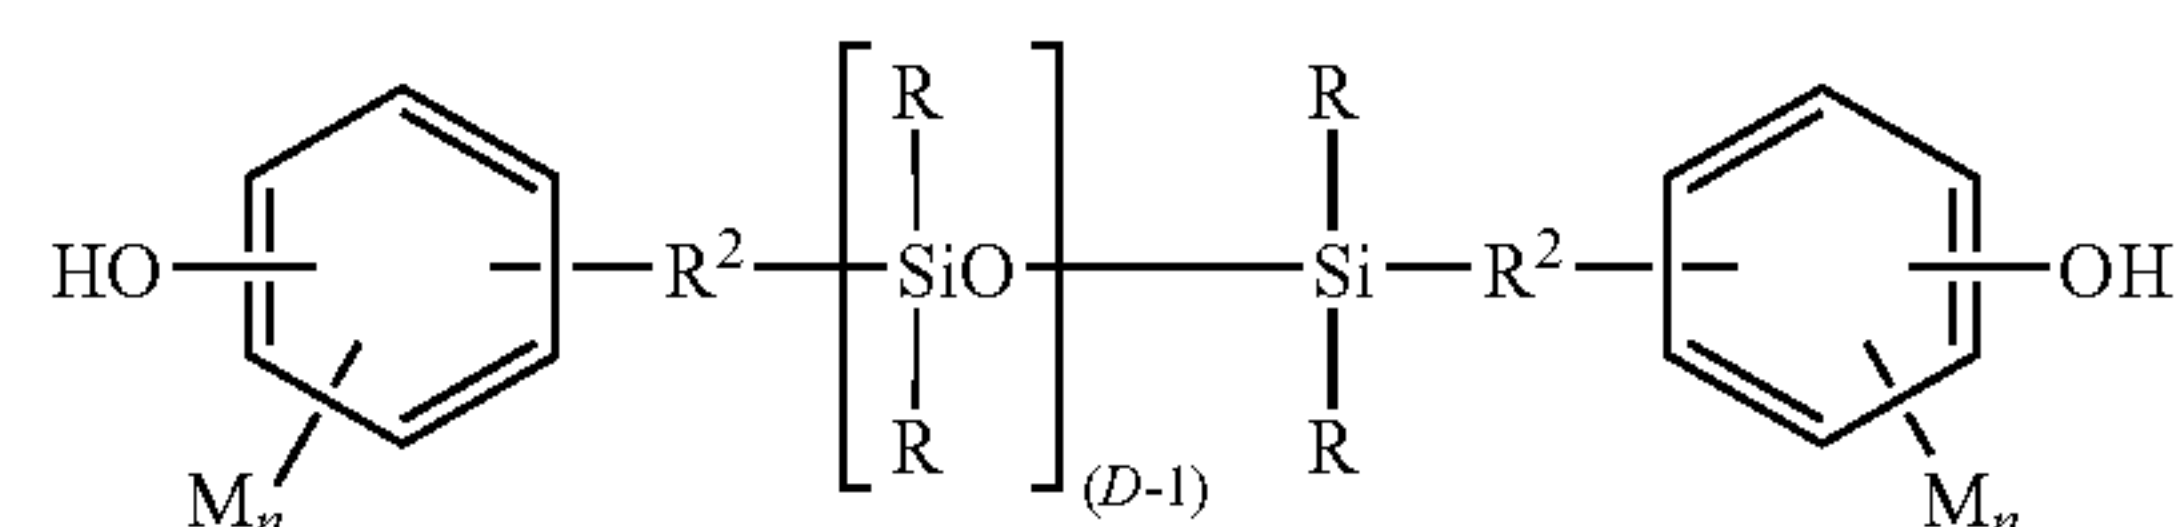 R R
HO R² SiO Si R² OH
R R
(D-1)
Mₙ Mₙ